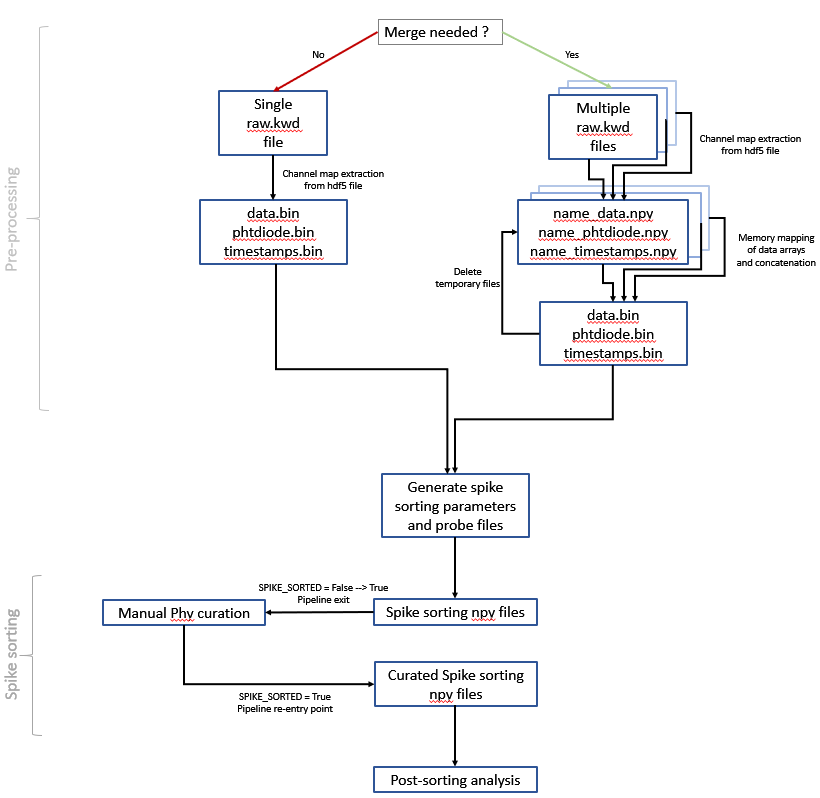 Merge needed ?
No
Yes
Single
raw.kwd
file
Multiple
raw.kwd
files
Channel map extraction
from hdf5 file
Channel map extraction
from hdf5 file
Pre-processing
data.bin
phtdiode.bin
timestamps.bin
name_data.npy
name_phtdiode.npy
name_timestamps.npy
Memory mapping
of data arrays
and concatenation
Delete
temporary files
data.bin
phtdiode.bin
timestamps.bin
Generate spike
sorting parameters
and probe files
Spike sorting
SPIKE_SORTED = False --> True
Pipeline exit
Manual Phy curation
Spike sorting npy files
Curated Spike sorting
npy files
SPIKE_SORTED = True
Pipeline re-entry point
Post-sorting analysis